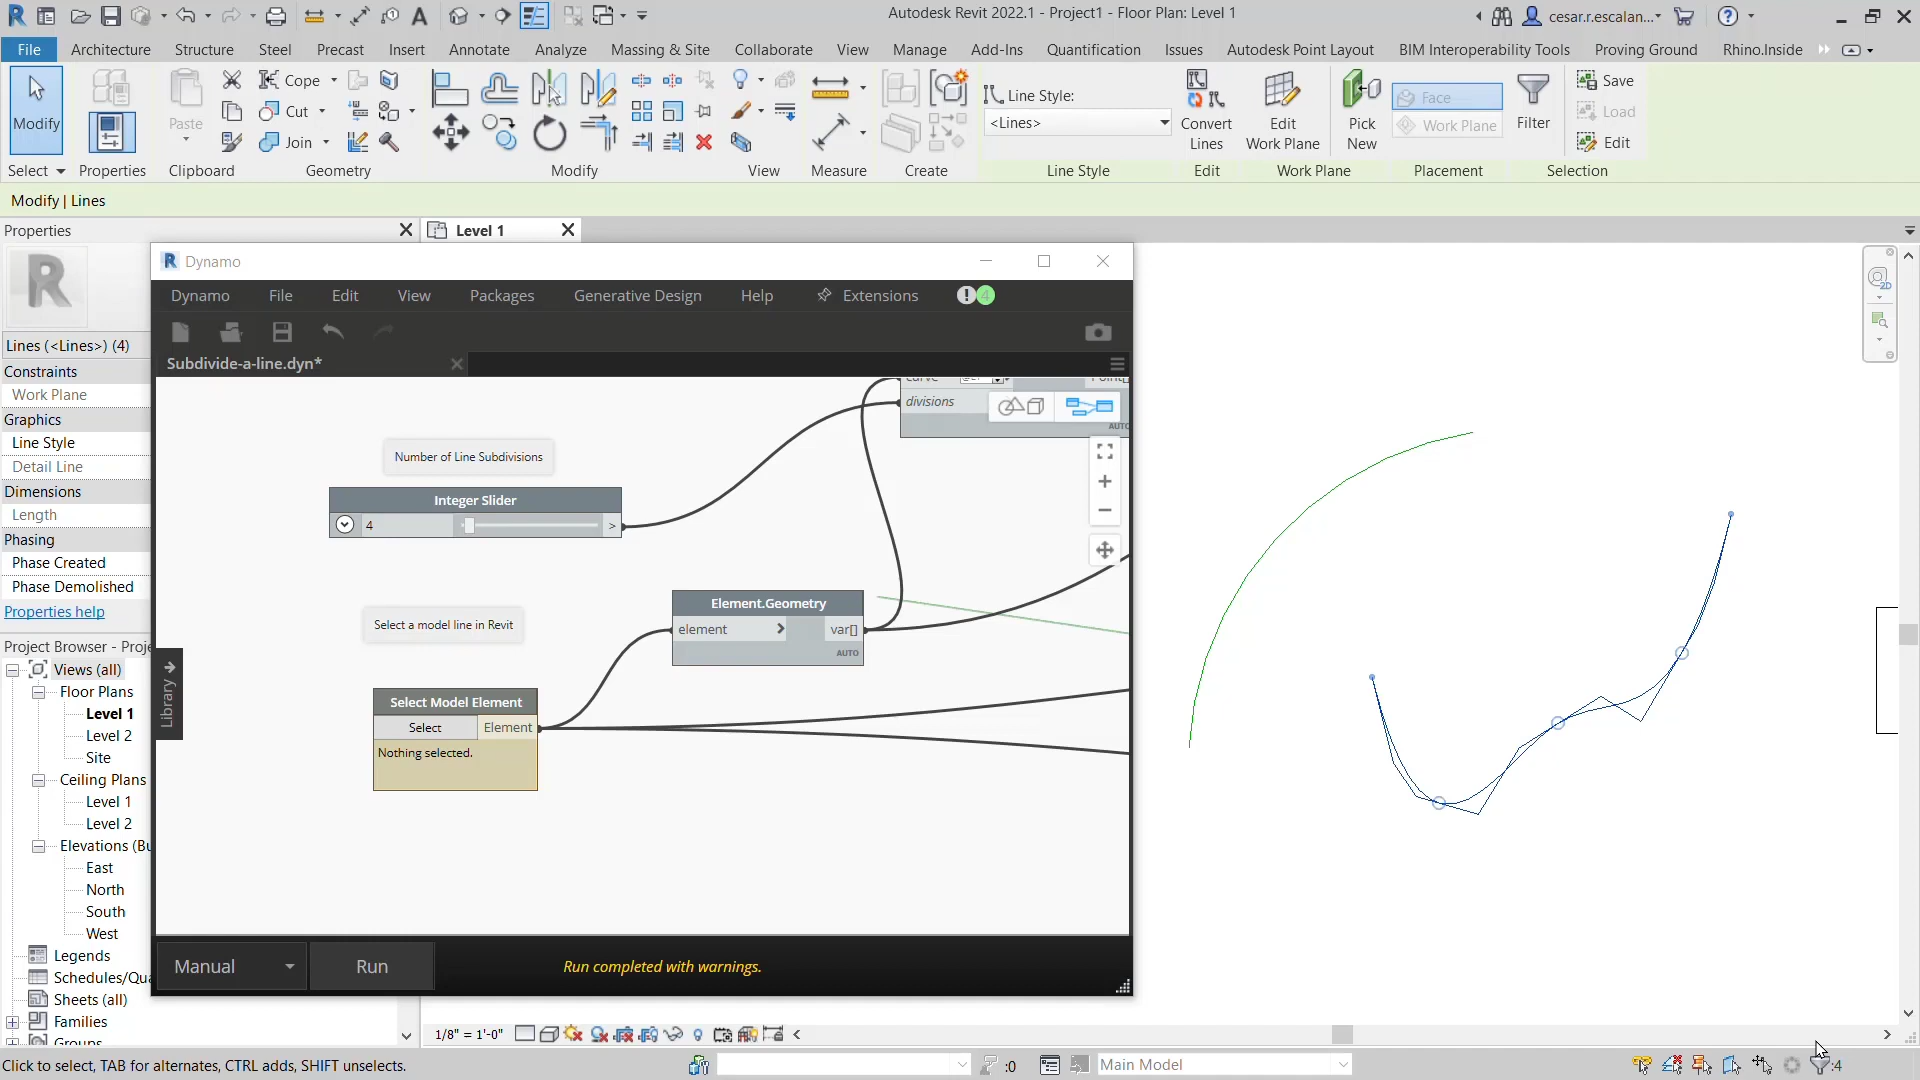 Autodesk Revit 2022.1 - Project1 - Floor Plan: Level 1
cesar.r.escalan...
File Architecture Structure Steel Precast Insert Annotate Analyze Massing & Site Collaborate View Manage Add-Ins Quantification Issues Autodesk Point Layout BIM Interoperability Tools Proving Ground Rhino.Inside
Modify
Paste
Cope
Cut
Join
Line Style:
<Lines>
Convert Lines
Edit Work Plane
Pick New
Face
Work Plane
Filter
Save
Load
Edit
Select Properties Clipboard Geometry Modify View Measure Create Line Style Edit Work Plane Placement Selection
Modify | Lines
Properties
Level 1
R
Lines (<Lines>) (4)
Constraints
Work Plane
Graphics
Line Style
Detail Line
Dimensions
Length
Phasing
Phase Created
Phase Demolished
Properties help
Project Browser - Proje
Views (all)
Floor Plans
Level 1
Level 2
Site
Ceiling Plans
Level 1
Level 2
Elevations (Bu
East
North
South
West
Legends
Schedules/Qua
Sheets (all)
Families
Groups
Dynamo
Dynamo File Edit View Packages Generative Design Help Extensions ! 4
Subdivide-a-line.dyn*
curve
divisions
AUTO
Number of Line Subdivisions
Integer Slider
4 >
Select a model line in Revit
Element.Geometry
element > var[]
AUTO
Select Model Element
Select Element
Nothing selected.
Library
Manual Run Run completed with warnings.
2D
1/8" = 1'-0"
Click to select, TAB for alternates, CTRL adds, SHIFT unselects.
:0
Main Model
:4